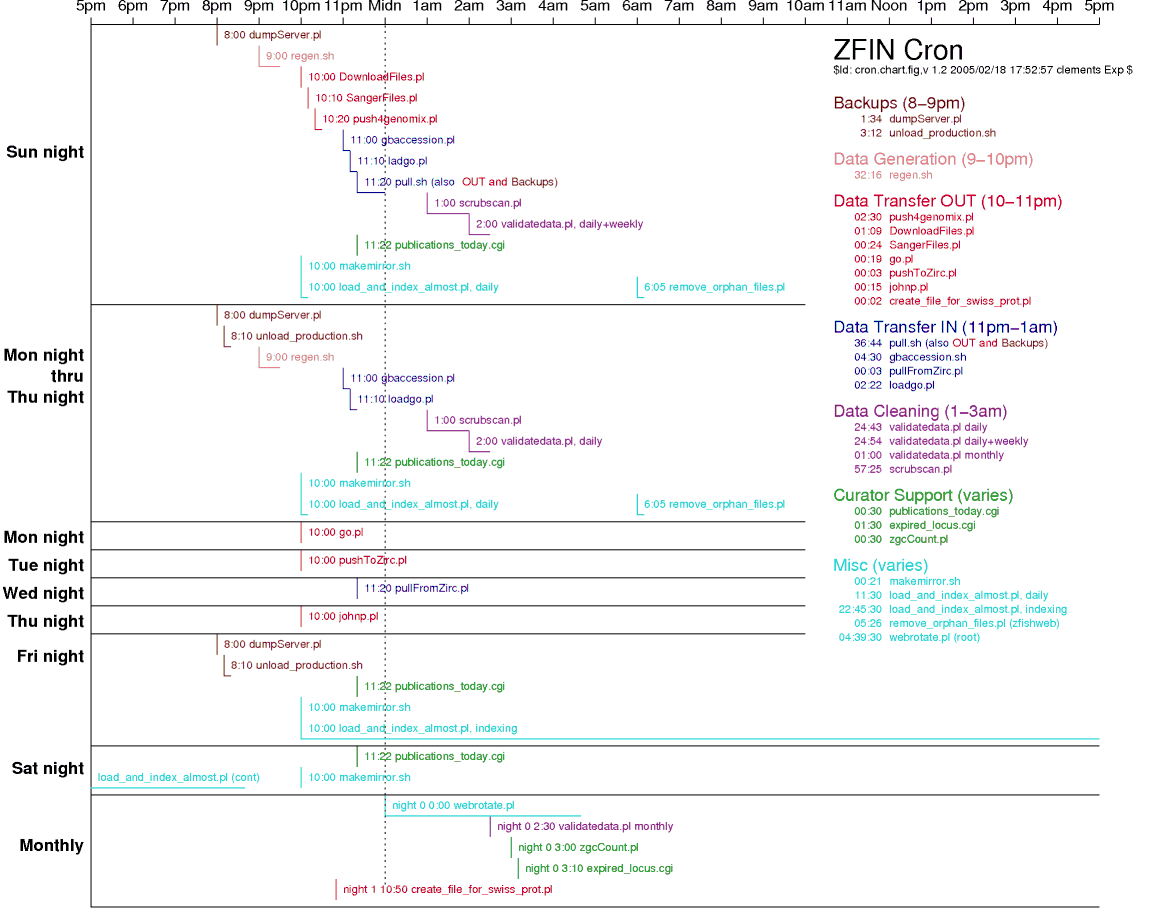 5pm 6pm 7pm 8pm 9pm 10pm 11pm Midn 1am 2am 3am 4am 5am 6am 7am 8am 9am 10am 11am Noon 1pm 2pm 3pm 4pm 5pm
Sun night
8:00 dumpServer.pl
9:00 regen.sh
10:00 DownloadFiles.pl
10:10 SangerFiles.pl
10:20 push4genomix.pl
11:00 gbaccession.pl
11:10 ladgo.pl
11:20 pull.sh (also OUT and Backups)
1:00 scrubscan.pl
2:00 validatedata.pl, daily+weekly
11:22 publications_today.cgi
10:00 makemirror.sh
10:00 load_and_index_almost.pl, daily
6:05 remove_orphan_files.pl
Mon night
thru
Thu night
8:00 dumpServer.pl
8:10 unload_production.sh
9:00 regen.sh
11:00 gbaccession.pl
11:10 loadgo.pl
1:00 scrubscan.pl
2:00 validatedata.pl, daily
11:22 publications_today.cgi
10:00 makemirror.sh
10:00 load_and_index_almost.pl, daily
6:05 remove_orphan_files.pl
Mon night
10:00 go.pl
Tue night
10:00 pushToZirc.pl
Wed night
11:20 pullFromZirc.pl
Thu night
10:00 johnp.pl
Fri night
8:00 dumpServer.pl
8:10 unload_production.sh
11:22 publications_today.cgi
10:00 makemirror.sh
10:00 load_and_index_almost.pl, indexing
Sat night
11:22 publications_today.cgi
load_and_index_almost.pl (cont)
10:00 makemirror.sh
Monthly
night 0 0:00 webrotate.pl
night 0 2:30 validatedata.pl monthly
night 0 3:00 zgcCount.pl
night 0 3:10 expired_locus.cgi
night 1 10:50 create_file_for_swiss_prot.pl
ZFIN Cron
$Id: cron.chart.fig,v 1.2 2005/02/18 17:52:57 clements Exp $
Backups (8–9pm)
1:34 dumpServer.pl
3:12 unload_production.sh
Data Generation (9–10pm)
32:16 regen.sh
Data Transfer OUT (10–11pm)
02:30 push4genomix.pl
01:09 DownloadFiles.pl
00:24 SangerFiles.pl
00:19 go.pl
00:03 pushToZirc.pl
00:15 johnp.pl
00:02 create_file_for_swiss_prot.pl
Data Transfer IN (11pm–1am)
36:44 pull.sh (also OUT and Backups)
04:30 gbaccession.sh
00:03 pullFromZirc.pl
02:22 loadgo.pl
Data Cleaning (1–3am)
24:43 validatedata.pl daily
24:54 validatedata.pl daily+weekly
01:00 validatedata.pl monthly
57:25 scrubscan.pl
Curator Support (varies)
00:30 publications_today.cgi
01:30 expired_locus.cgi
00:30 zgcCount.pl
Misc (varies)
00:21 makemirror.sh
11:30 load_and_index_almost.pl, daily
22:45:30 load_and_index_almost.pl, indexing
05:26 remove_orphan_files.pl (zfishweb)
04:39:30 webrotate.pl (root)